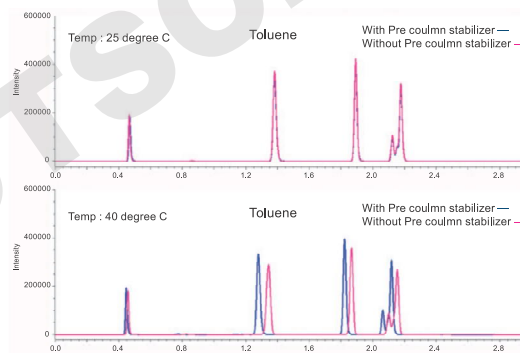 600000
Temp : 25 degree C
Toluene
With Pre coulmn stabilizer
Without Pre coulmn stabilizer
400000
Intensity
200000
0
0.0 0.4 0.8 1.2 1.6 2.0 2.4 2.8
600000
Temp : 40 degree C
Toluene
With Pre coulmn stabilizer
Without Pre coulmn stabilizer
400000
Intensity
200000
0
0.0 0.4 0.8 1.2 1.6 2.0 2.4 2.8